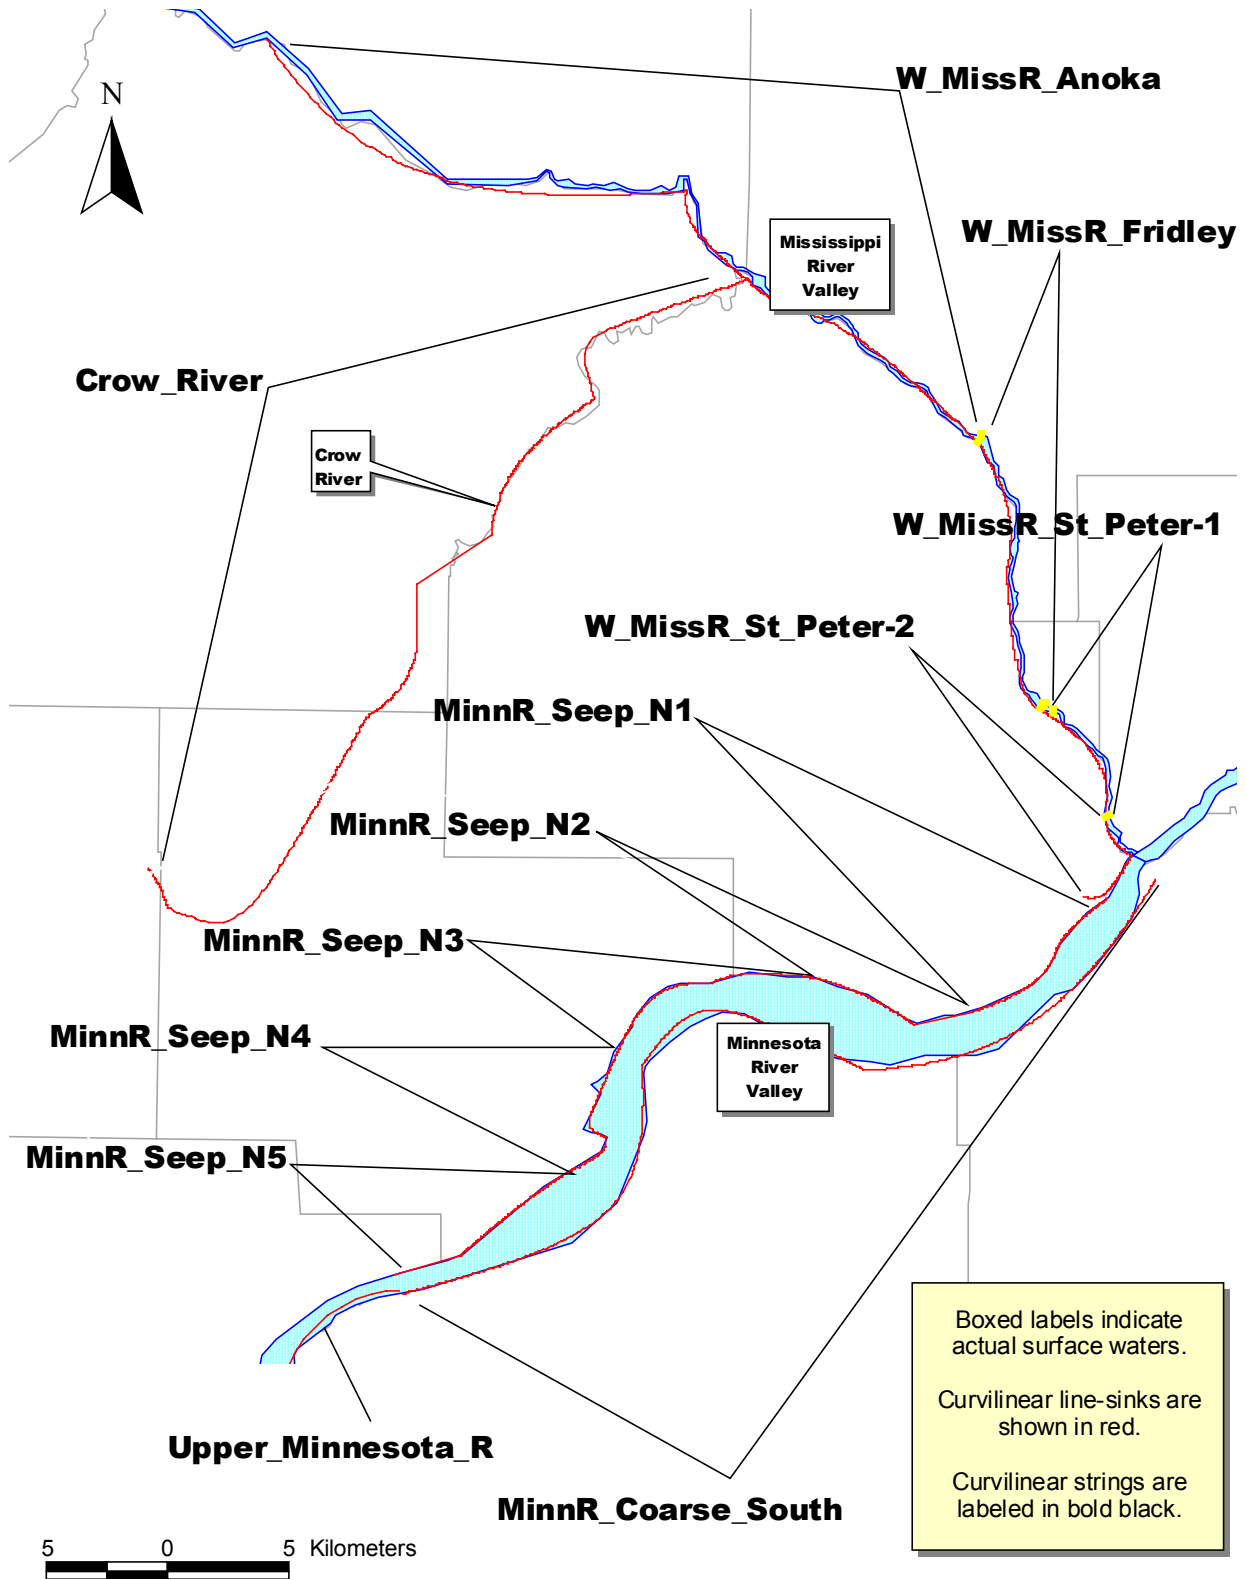 W_MissR_Anoka
N
W_MissR_Fridley
Mississippi
River
Valley
Crow_River
Crow
River
W_MissR_St_Peter-1
W_MissR_St_Peter-2
MinnR_Seep_N1
MinnR_Seep_N2
MinnR_Seep_N3
MinnR_Seep_N4
Minnesota
River
Valley
MinnR_Seep_N5
Boxed labels indicate
actual surface waters.
Curvilinear line-sinks are
shown in red.
Curvilinear strings are
labeled in bold black.
Upper_Minnesota_R
MinnR_Coarse_South
5 0 5 Kilometers